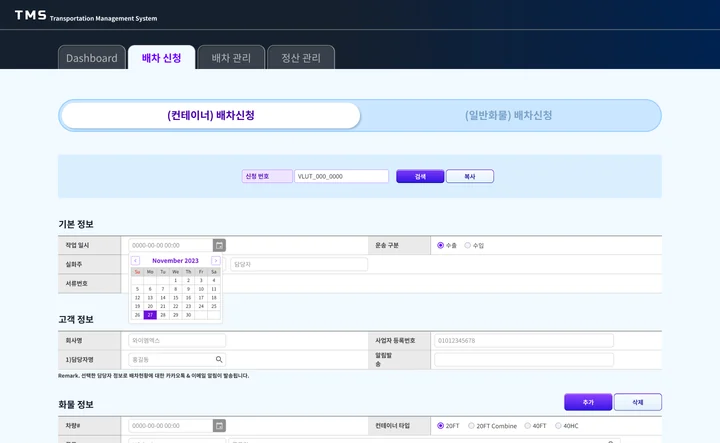 TMS Transportation Management System
Dashboard 배차 신청 배차 관리 정산 관리
(컨테이너) 배차신청 (일반화물) 배차신청
신청 번호 VLUT_000_0000 검색 복사
기본 정보
작업 일시 0000-00-00 00:00 운송 구분 수출 수입
실화주 담당자
서류번호
< November 2023 >
Su Mo Tu We Th Fr Sa
1 2 3 4
5 6 7 8 9 10 11
12 13 14 15 16 17 18
19 20 21 22 23 24 25
26 27 28 29 30
고객 정보
회사명 와이엠엑스 사업자 등록번호 01012345678
1)담당자명 홍길동 알림발
송
Remark. 선택한 담당자 정보로 배차현황에 대한 카카오톡 & 이메일 알림이 발송됩니다.
화물 정보 추가 삭제
차량# 0000-00-00 00:00 컨테이너 타입 20FT 20FT Combine 40FT 40HC